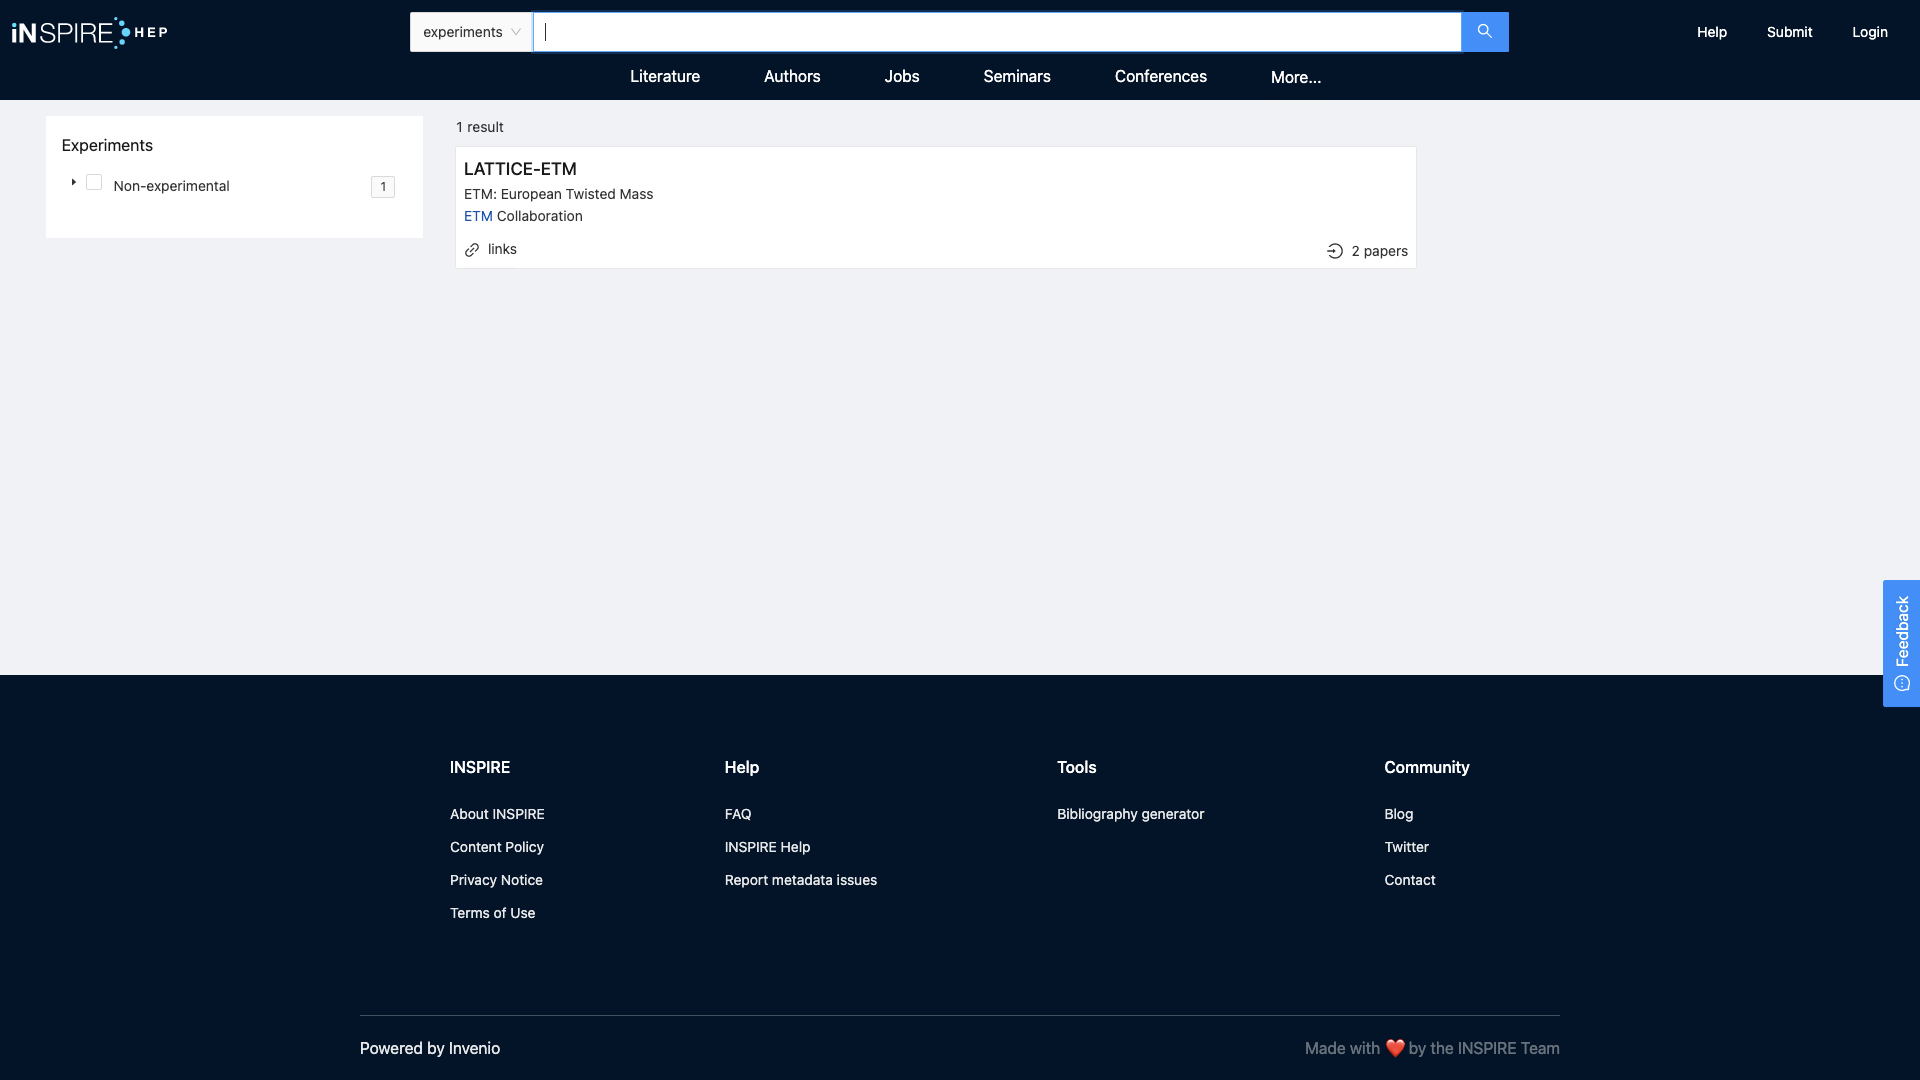 iNSPIRE HEP
experiments
Help
Submit
Login
Literature
Authors
Jobs
Seminars
Conferences
More...
Experiments
Non-experimental
1
1 result
LATTICE-ETM
ETM: European Twisted Mass
ETM Collaboration
links
2 papers
Feedback
INSPIRE
About INSPIRE
Content Policy
Privacy Notice
Terms of Use
Help
FAQ
INSPIRE Help
Report metadata issues
Tools
Bibliography generator
Community
Blog
Twitter
Contact
Powered by Invenio
Made with ❤️ by the INSPIRE Team